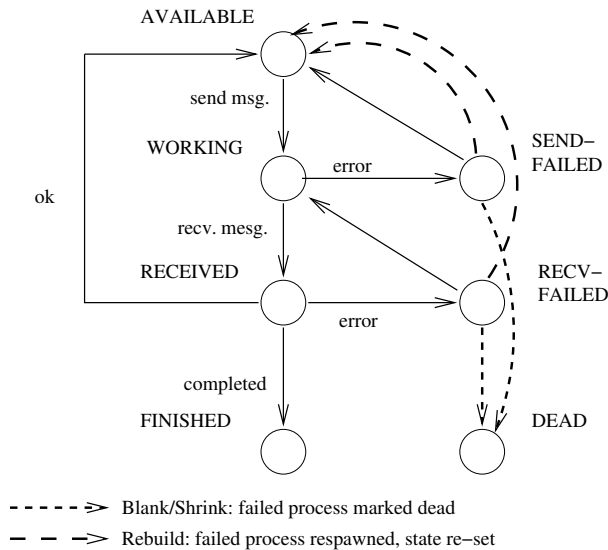 AVAILABLE
send msg.
WORKING
error
SEND-
FAILED
ok
recv. mesg.
RECEIVED
error
RECV-
FAILED
completed
FINISHED
DEAD
Blank/Shrink: failed process marked dead
Rebuild: failed process respawned, state re-set